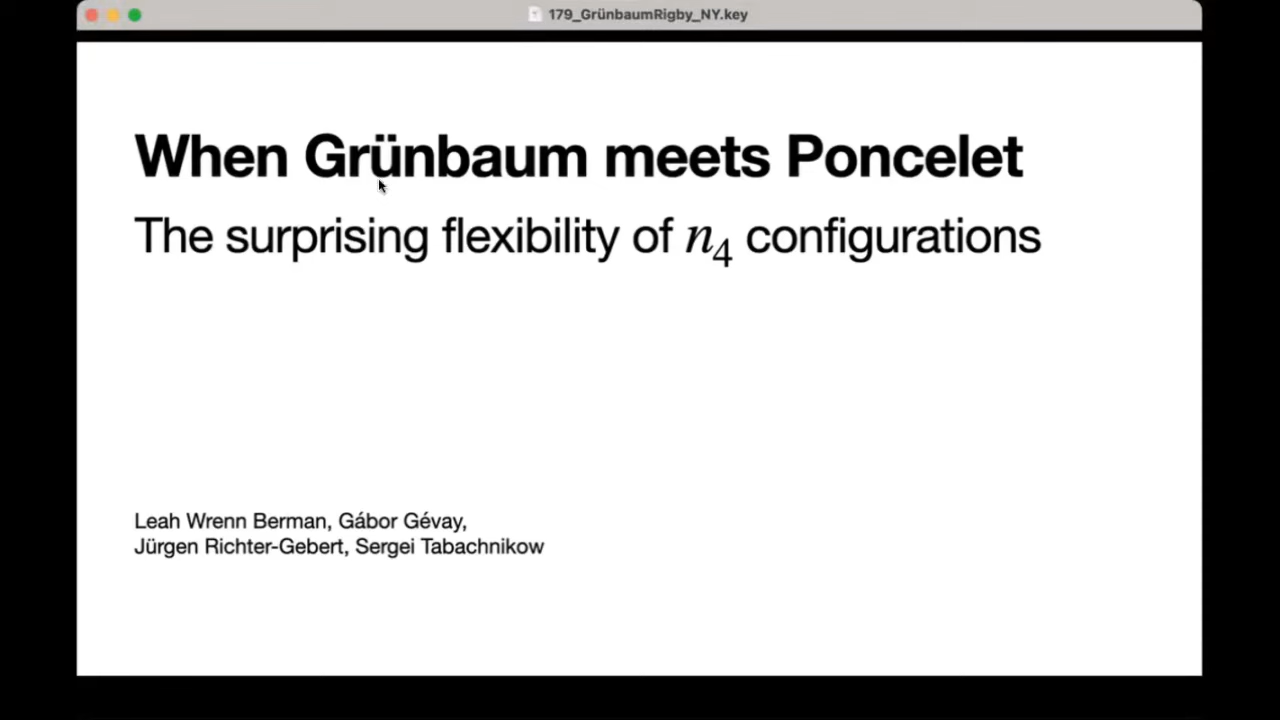 179_GrünbaumRigby_NY.key
When Grünbaum meets Poncelet
The surprising flexibility of n₄ configurations
Leah Wrenn Berman, Gábor Gévay,
Jürgen Richter-Gebert, Sergei Tabachnikow